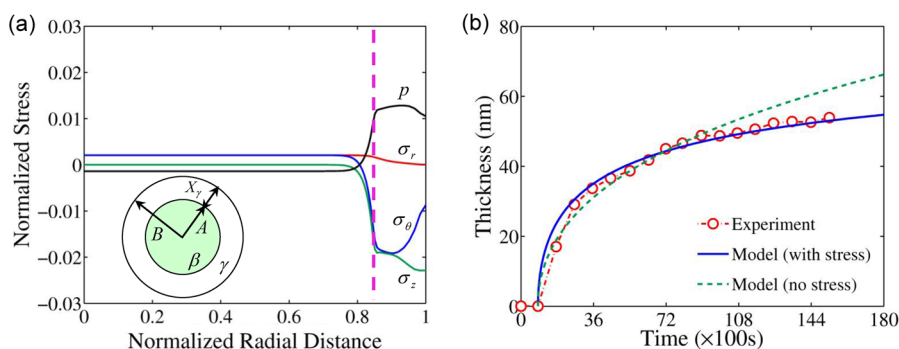 (a)
0.03
0.02
0.01
0
−0.01
−0.02
−0.03
Normalized Stress
p
σr
σθ
σz
Xγ
B
A
β
γ
0 0.2 0.4 0.6 0.8 1
Normalized Radial Distance
(b)
80
60
40
20
0
Thickness (nm)
Experiment
Model (with stress)
Model (no stress)
0 36 72 108 144 180
Time (×100s)